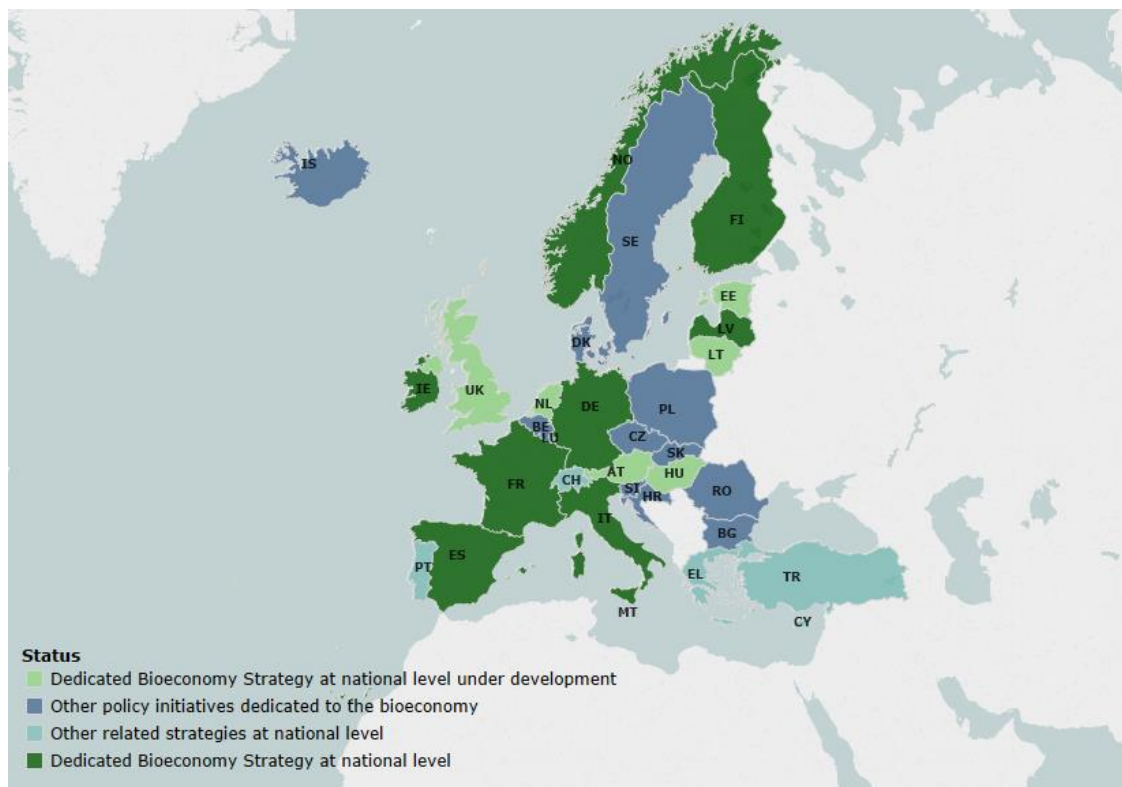 IS
NO
FI
SE
EE
LV
DK
LT
IE
UK
NL
DE
PL
BE
LU
CZ
SK
FR
CH
AT
HU
SI
HR
RO
IT
BG
ES
PT
EL
TR
MT
CY
Status
Dedicated Bioeconomy Strategy at national level under development
Other policy initiatives dedicated to the bioeconomy
Other related strategies at national level
Dedicated Bioeconomy Strategy at national level